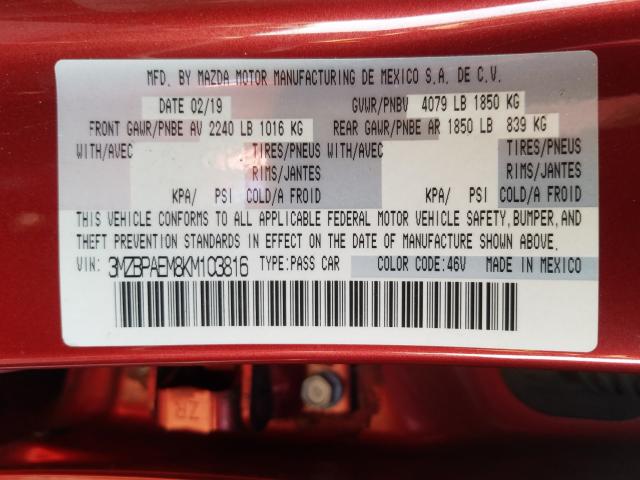 MFD. BY MAZDA MOTOR MANUFACTURING DE MEXICO S.A. DE C.V.
DATE 02/19 GVWR/PNBV 4079 LB 1850 KG
FRONT GAWR/PNBE AV 2240 LB 1016 KG REAR GAWR/PNBE AR 1850 LB 839 KG
WITH/AVEC TIRES/PNEUS WITH/AVEC TIRES/PNEUS
RIMS/JANTES RIMS/JANTES
KPA/ PSI COLD/A FROID KPA/ PSI COLD/A FROID
THIS VEHICLE CONFORMS TO ALL APPLICABLE FEDERAL MOTOR VEHICLE SAFETY, BUMPER, AND
THEFT PREVENTION STANDARDS IN EFFECT ON THE DATE OF MANUFACTURE SHOWN ABOVE.
VIN: 3MZBPAEM8KM103816 TYPE:PASS CAR COLOR CODE:46V MADE IN MEXICO
ZR